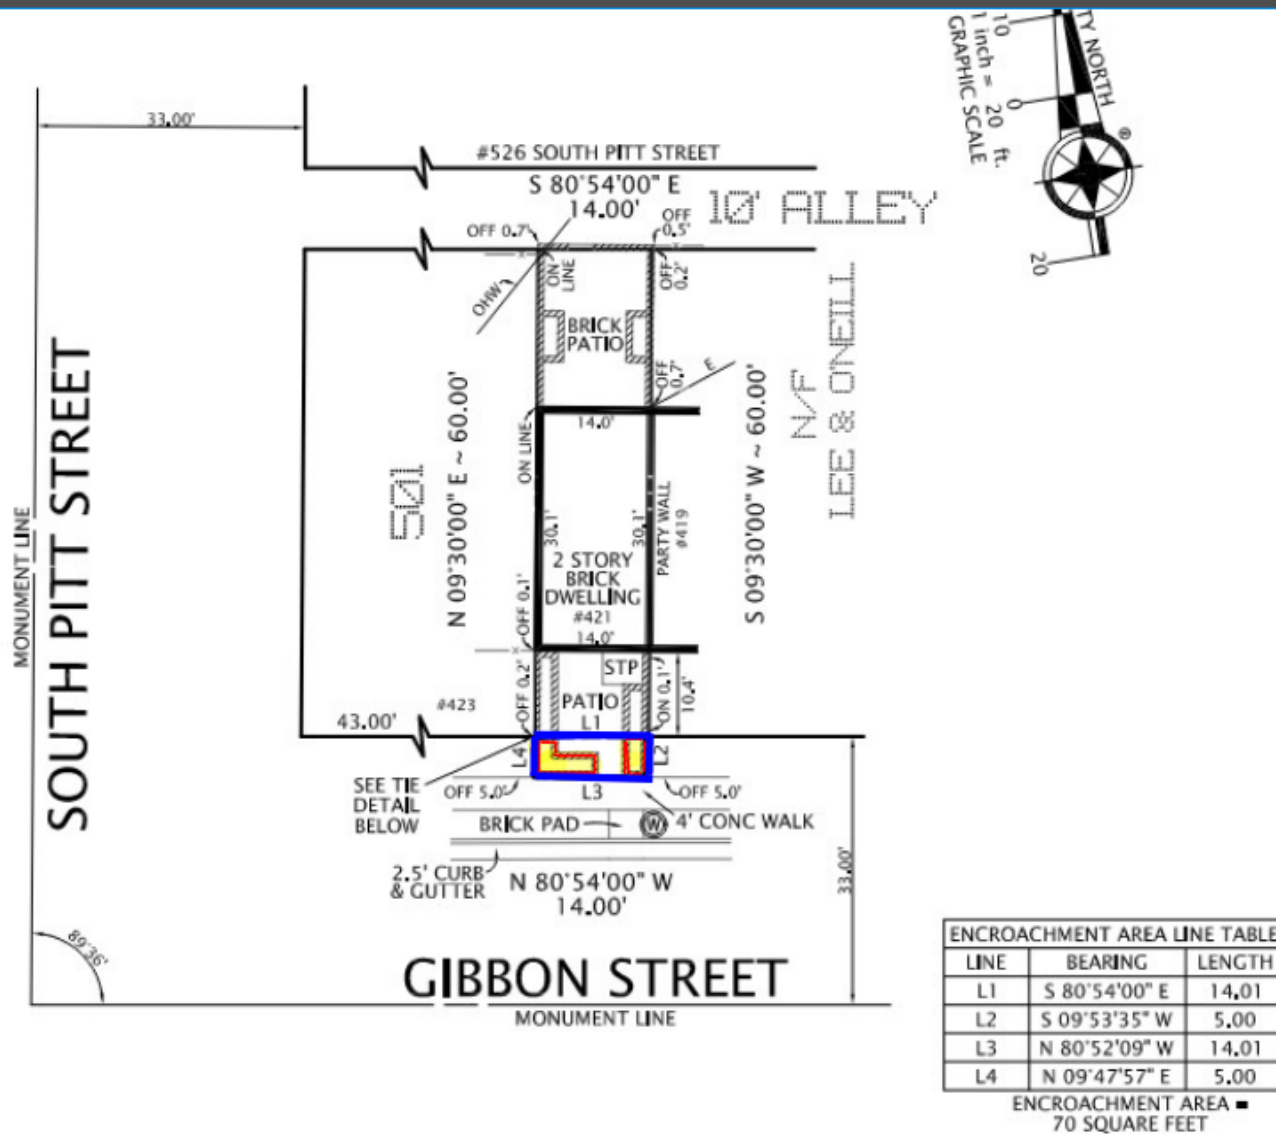 TY NORTH
10
0
20
1 inch = 20 ft.
GRAPHIC SCALE
®
33.00'
#526 SOUTH PITT STREET
S 80°54'00" E
14.00'
10' ALLEY
OFF 0.7'
OFF
0.5'
ON
LINE
OFF
0.2'
OHW
BRICK
PATIO
OFF
0.7'
E
N/F
LEE & O'NEILL
14.0'
ON LINE
501
N 09°30'00" E ~ 60.00'
S 09°30'00" W ~ 60.00'
30.1'
30.1'
PARTY WALL
#419
2 STORY
BRICK
DWELLING
#421
14.0'
OFF 0.1'
SOUTH PITT STREET
MONUMENT LINE
STP
OFF 0.2'
PATIO
ON 0.1'
10.4'
#423
43.00'
L1
L4
L2
L3
SEE TIE
DETAIL
BELOW
OFF 5.0'
OFF 5.0'
BRICK PAD
W
4' CONC WALK
2.5' CURB
& GUTTER
N 80°54'00" W
14.00'
33.00'
89°36'
GIBBON STREET
MONUMENT LINE
ENCROACHMENT AREA LINE TABLE
LINE BEARING LENGTH
L1 S 80°54'00" E 14.01
L2 S 09°53'35" W 5.00
L3 N 80°52'09" W 14.01
L4 N 09°47'57" E 5.00
ENCROACHMENT AREA =
70 SQUARE FEET